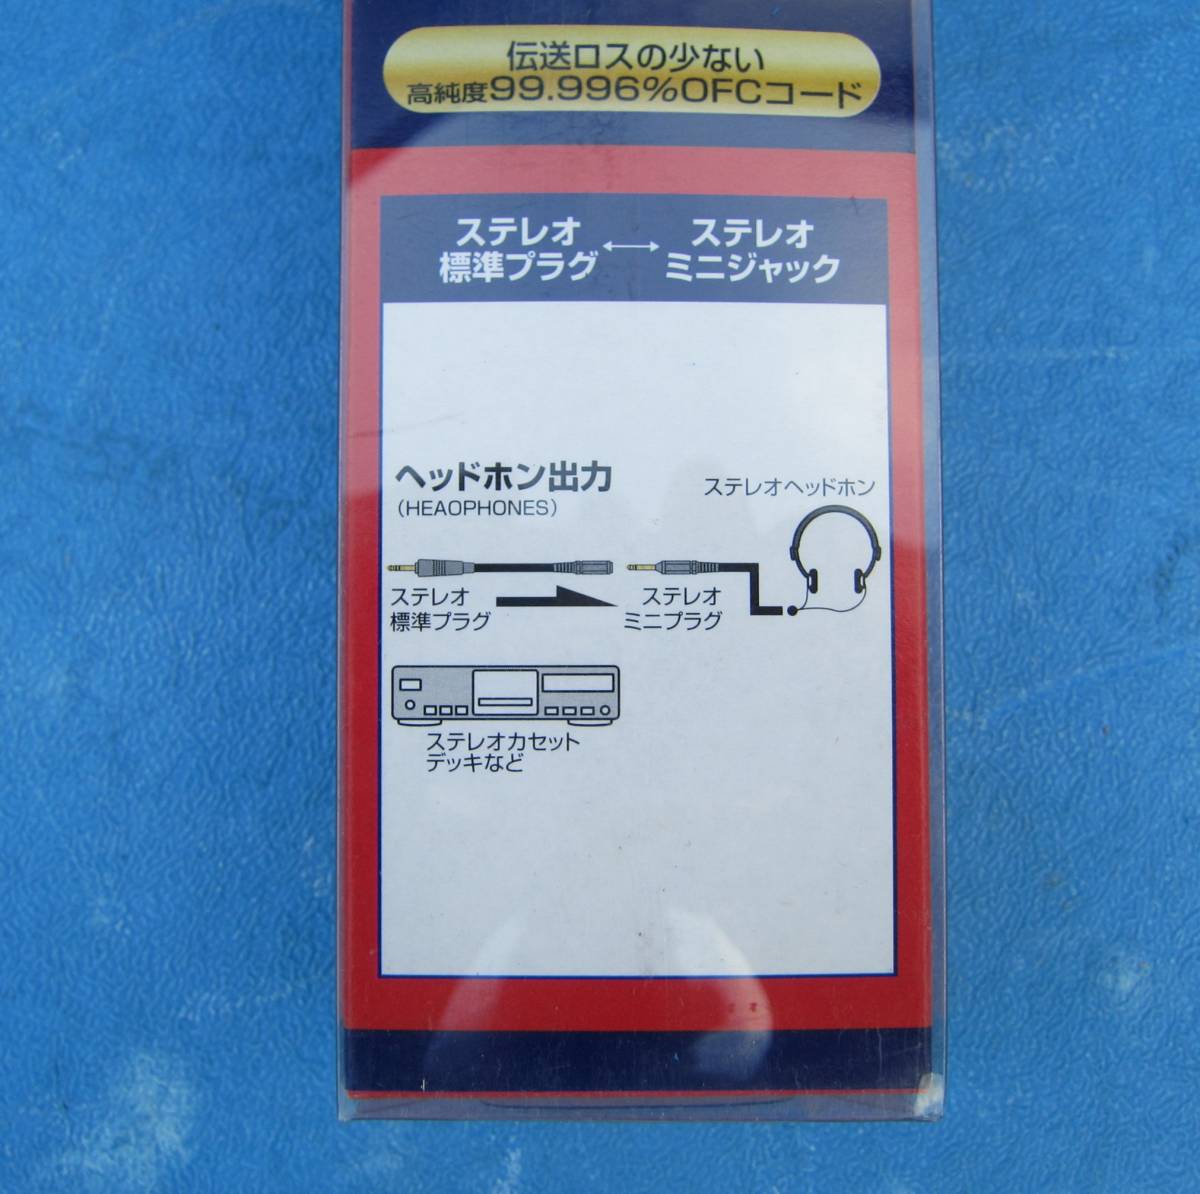 伝送ロスの少ない
高純度99.996%OFCコード
ステレオ
標準プラグ
ステレオ
ミニジャック
ヘッドホン出力
(HEAOPHONES)
ステレオヘッドホン
ステレオ
標準プラグ
ステレオ
ミニプラグ
ステレオカセット
デッキなど